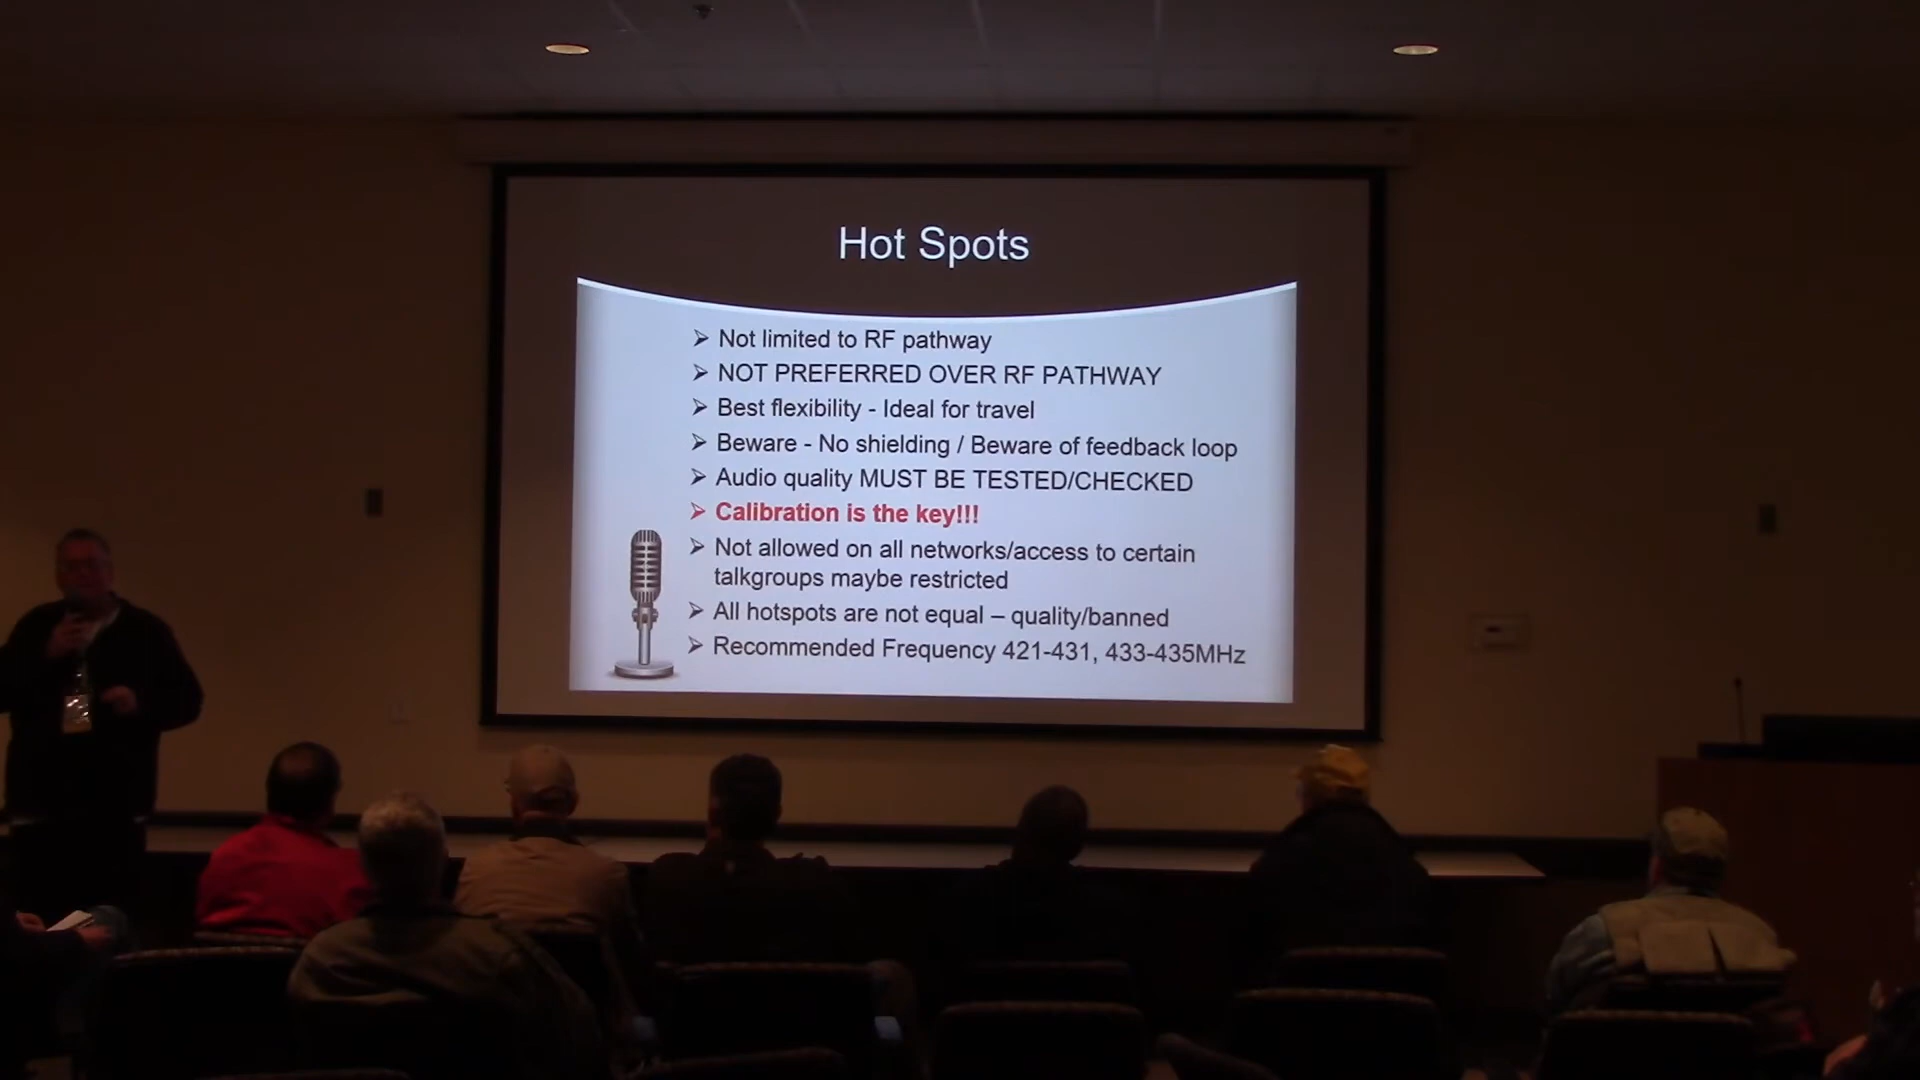 Hot Spots
➢ Not limited to RF pathway
➢ NOT PREFERRED OVER RF PATHWAY
➢ Best flexibility - Ideal for travel
➢ Beware - No shielding / Beware of feedback loop
➢ Audio quality MUST BE TESTED/CHECKED
➢ Calibration is the key!!!
➢ Not allowed on all networks/access to certain
talkgroups maybe restricted
➢ All hotspots are not equal – quality/banned
➢ Recommended Frequency 421-431, 433-435MHz